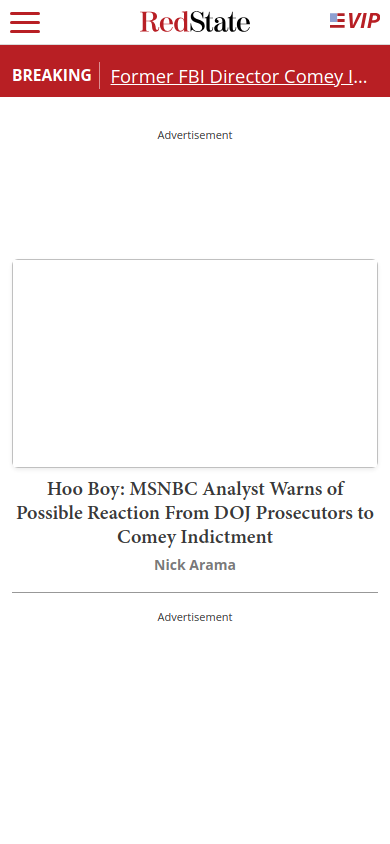 RedState
VIP
BREAKING
Former FBI Director Comey I...
Advertisement
Hoo Boy: MSNBC Analyst Warns of
Possible Reaction From DOJ Prosecutors to
Comey Indictment
Nick Arama
Advertisement